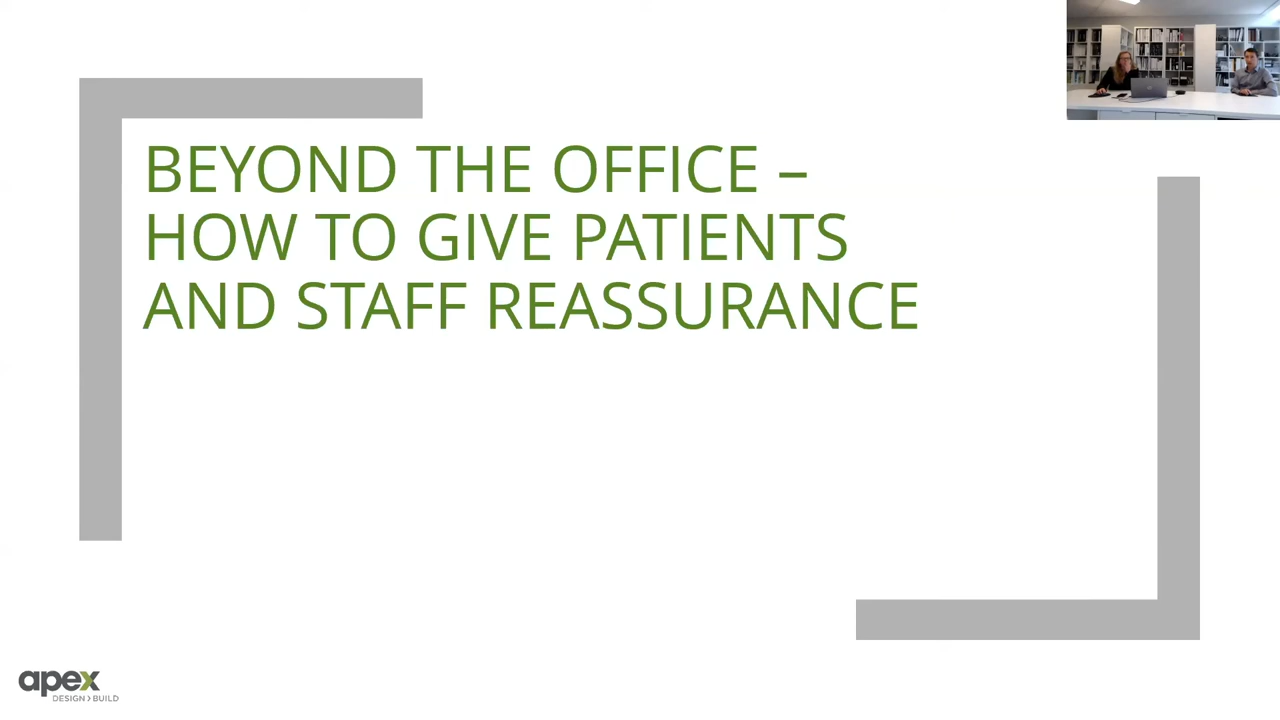 BEYOND THE OFFICE –
HOW TO GIVE PATIENTS
AND STAFF REASSURANCE
apex
DESIGN > BUILD